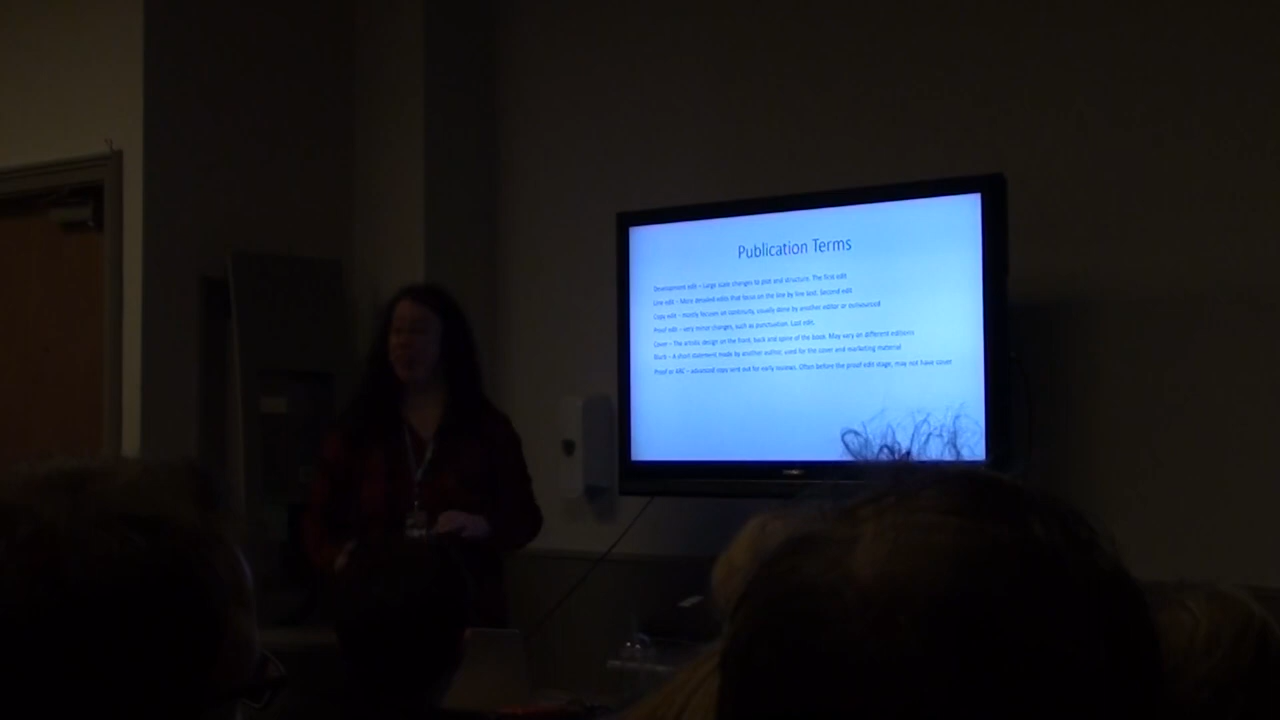 Publication Terms
Development edit – Large scale changes to plot and structure. The first edit
Line edit – More detailed edits that focus on the line by line text. Second edit
Copy edit – mostly focuses on continuity, usually done by another editor or outsourced
Proof edit – very minor changes, such as punctuation. Last edit.
Cover – The artistic design on the front, back and spine of the book. May vary on different editions
Blurb – A short statement made by another author, used for the cover and marketing material
Proof or ARC – advanced copy sent out for early reviews. Often before the proof edit stage, may not have cover